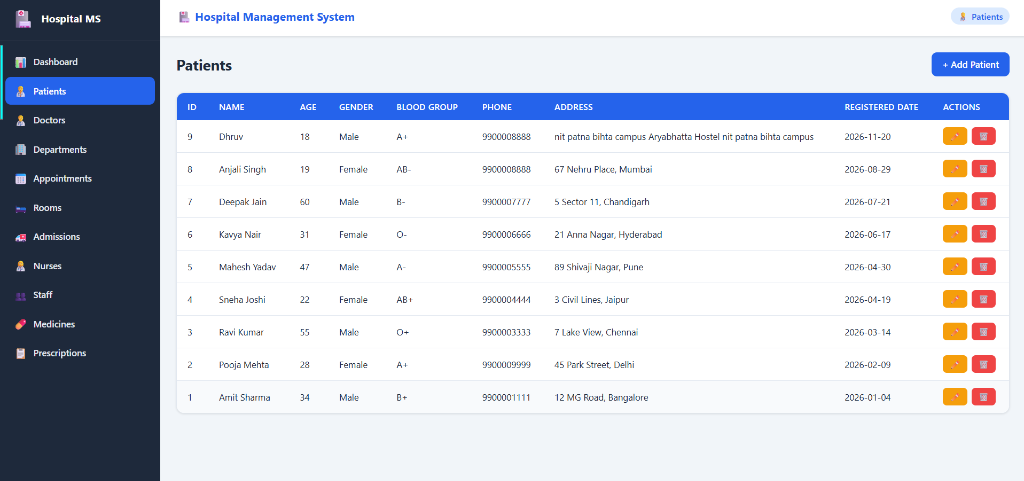 Hospital MS
Dashboard
Patients
Doctors
Departments
Appointments
Rooms
Admissions
Nurses
Staff
Medicines
Prescriptions
Hospital Management System
Patients
Patients
+ Add Patient
ID NAME AGE GENDER BLOOD GROUP PHONE ADDRESS REGISTERED DATE ACTIONS
9 Dhruv 18 Male A+ 9900008888 nit patna bihta campus Aryabhatta Hostel nit patna bihta campus 2026-11-20
8 Anjali Singh 19 Female AB- 9900008888 67 Nehru Place, Mumbai 2026-08-29
7 Deepak Jain 60 Male B- 9900007777 5 Sector 11, Chandigarh 2026-07-21
6 Kavya Nair 31 Female O- 9900006666 21 Anna Nagar, Hyderabad 2026-06-17
5 Mahesh Yadav 47 Male A- 9900005555 89 Shivaji Nagar, Pune 2026-04-30
4 Sneha Joshi 22 Female AB+ 9900004444 3 Civil Lines, Jaipur 2026-04-19
3 Ravi Kumar 55 Male O+ 9900003333 7 Lake View, Chennai 2026-03-14
2 Pooja Mehta 28 Female A+ 9900009999 45 Park Street, Delhi 2026-02-09
1 Amit Sharma 34 Male B+ 9900001111 12 MG Road, Bangalore 2026-01-04